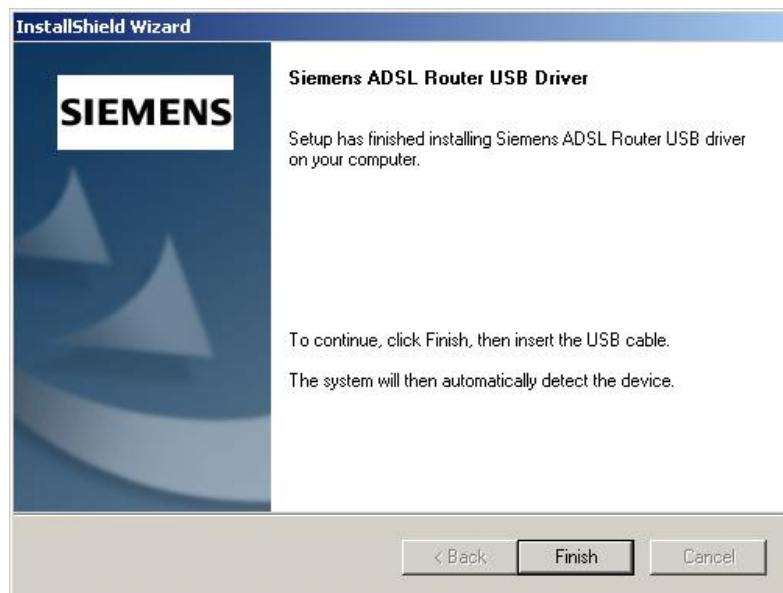 InstallShield Wizard
SIEMENS
Siemens ADSL Router USB Driver
Setup has finished installing Siemens ADSL Router USB driver
on your computer.
To continue, click Finish, then insert the USB cable.
The system will then automatically detect the device.
< Back
Finish
Cancel